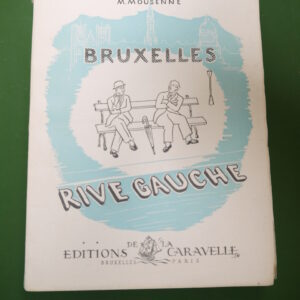 M. MOUSENNE
BRUXELLES
RIVE GAUCHE
EDITIONS DE LA CARAVELLE
BRUXELLES PARIS